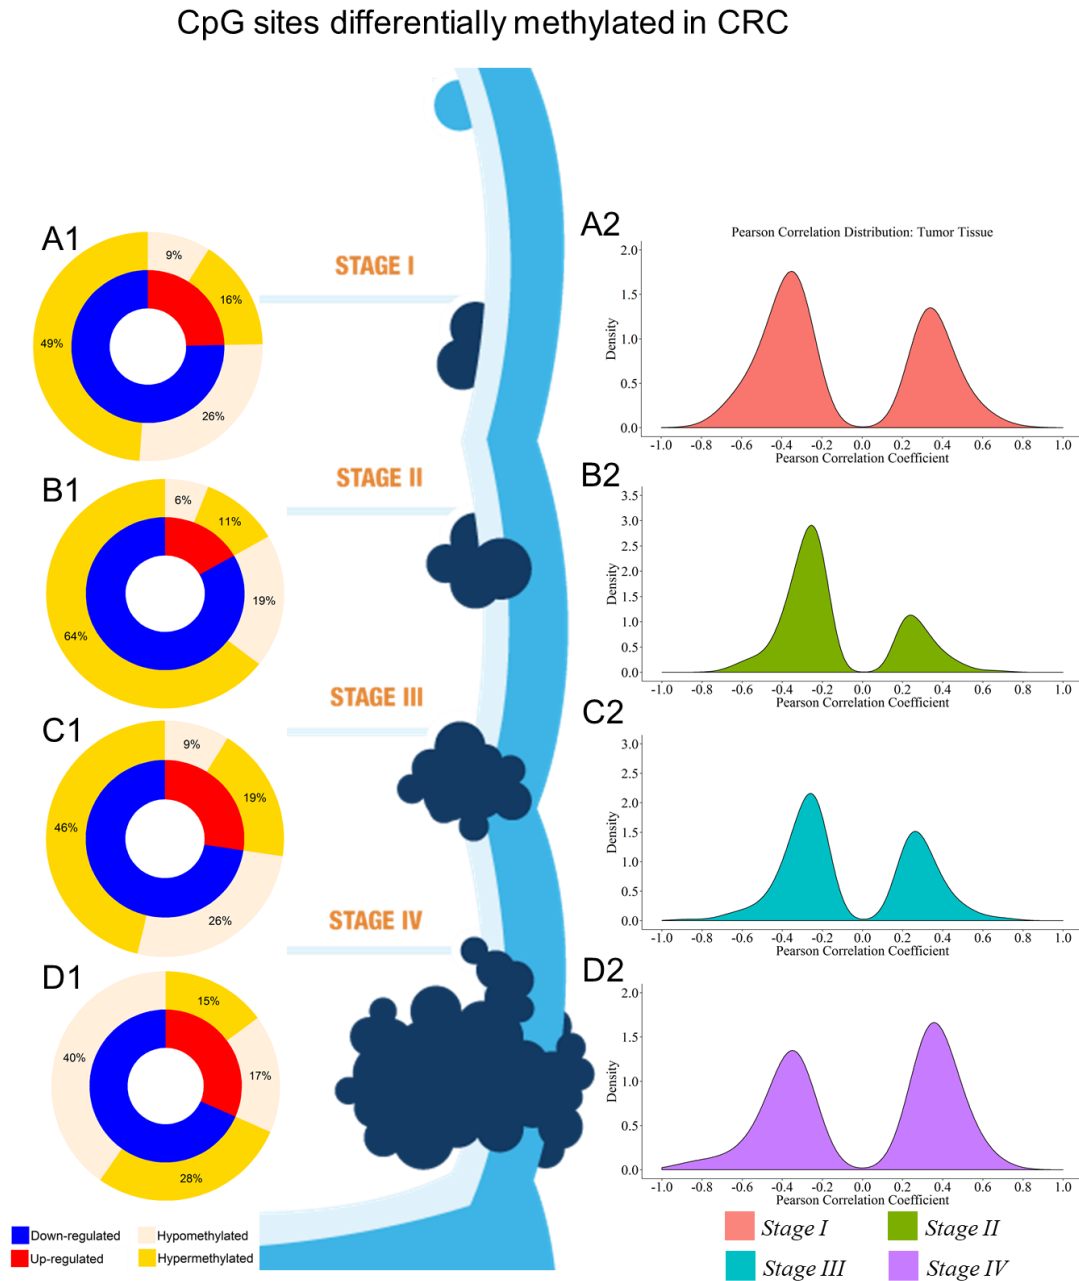 CpG sites differentially methylated in CRC
A1
9%
16%
49%
26%
STAGE I
A2
Pearson Correlation Distribution: Tumor Tissue
2.0
1.5
1.0
0.5
0.0
Density
-1.0 -0.8 -0.6 -0.4 -0.2 0.0 0.2 0.4 0.6 0.8 1.0
Pearson Correlation Coefficient
B1
6%
11%
19%
64%
STAGE II
B2
3.5
3.0
2.5
2.0
1.5
1.0
0.5
0.0
Density
-1.0 -0.8 -0.6 -0.4 -0.2 0.0 0.2 0.4 0.6 0.8 1.0
Pearson Correlation Coefficient
C1
9%
19%
46%
26%
STAGE III
C2
3.0
2.5
2.0
1.5
1.0
0.5
0.0
Density
-1.0 -0.8 -0.6 -0.4 -0.2 0.0 0.2 0.4 0.6 0.8 1.0
Pearson Correlation Coefficient
D1
15%
40%
17%
28%
STAGE IV
D2
2.0
1.5
1.0
0.5
0.0
Density
-1.0 -0.8 -0.6 -0.4 -0.2 0.0 0.2 0.4 0.6 0.8 1.0
Pearson Correlation Coefficient
Down-regulated Hypomethylated
Up-regulated Hypermethylated
Stage I Stage II
Stage III Stage IV